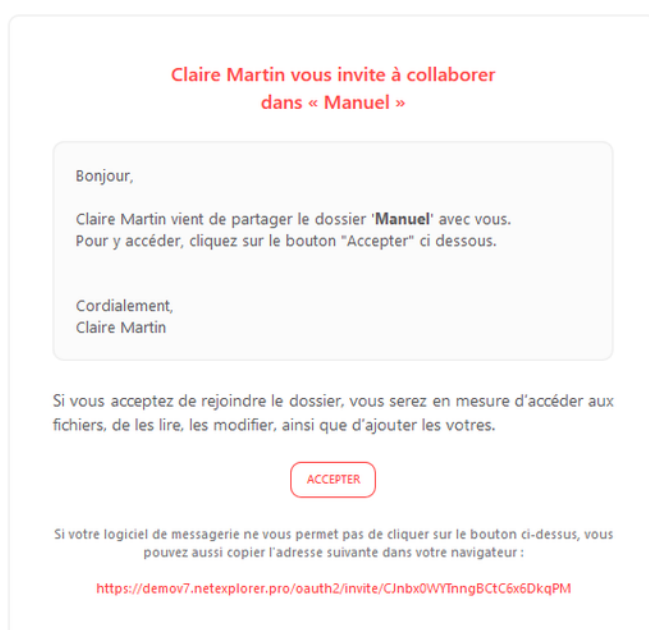 Claire Martin vous invite à collaborer
dans « Manuel »
Bonjour,
Claire Martin vient de partager le dossier 'Manuel' avec vous.
Pour y accéder, cliquez sur le bouton "Accepter" ci dessous.
Cordialement,
Claire Martin
Si vous acceptez de rejoindre le dossier, vous serez en mesure d'accéder aux
fichiers, de les lire, les modifier, ainsi que d'ajouter les votres.
ACCEPTER
Si votre logiciel de messagerie ne vous permet pas de cliquer sur le bouton ci-dessus, vous
pouvez aussi copier l'adresse suivante dans votre navigateur :
https://demov7.netexplorer.pro/oauth2/invite/CJnbx0WYTnngBCtC6x6DkqPM